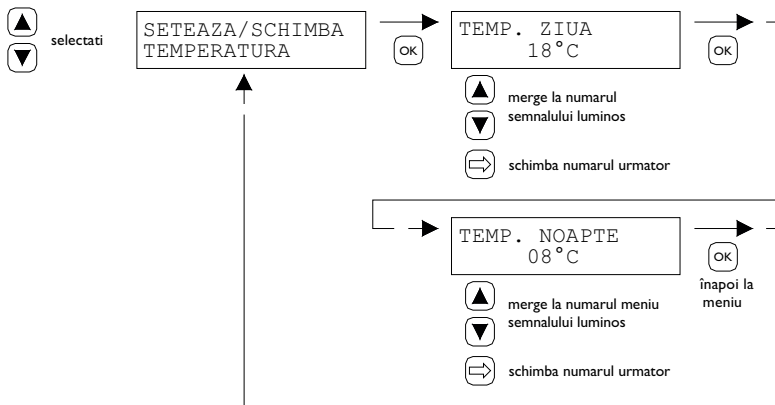 selectati
SETEAZA/SCHIMBA
TEMPERATURA
OK
TEMP. ZIUA
18°C
OK
merge la numarul
semnalului luminos
schimba numarul urmator
TEMP. NOAPTE
08°C
OK
înapoi la
meniu
merge la numarul meniu
semnalului luminos
schimba numarul urmator